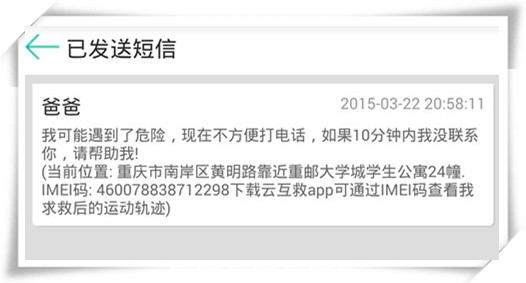 已发送短信
爸爸
2015-03-22 20:58:11
我可能遇到了危险，现在不方便打电话，如果10分钟内我没联系
你，请帮助我!
(当前位置: 重庆市南岸区黄明路靠近重邮大学城学生公寓24幢.
IMEI码: 460078838712298下载云互救app可通过IMEI码查看我
求救后的运动轨迹)